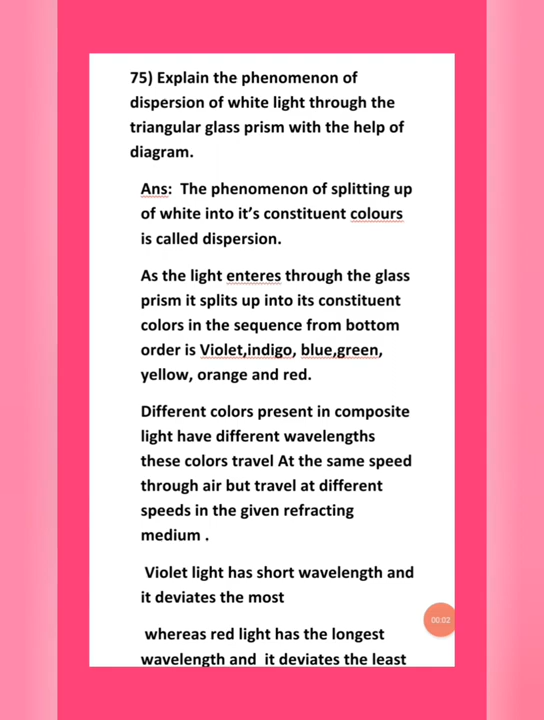 75) Explain the phenomenon of
dispersion of white light through the
triangular glass prism with the help of
diagram.
Ans:  The phenomenon of splitting up
of white into it’s constituent colours
is called dispersion.
As the light enteres through the glass
prism it splits up into its constituent
colors in the sequence from bottom
order is Violet,indigo, blue,green,
yellow, orange and red.
Different colors present in composite
light have different wavelengths
these colors travel At the same speed
through air but travel at different
speeds in the given refracting
medium .
Violet light has short wavelength and
it deviates the most
00:02
whereas red light has the longest
wavelength and  it deviates the least